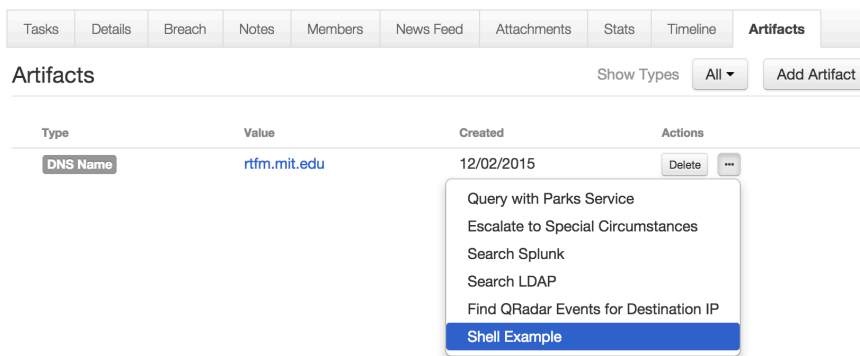 Tasks Details Breach Notes Members News Feed Attachments Stats Timeline Artifacts
Artifacts Show Types All Add Artifact
Type Value Created Actions
DNS Name rtfm.mit.edu 12/02/2015 Delete ···
Query with Parks Service
Escalate to Special Circumstances
Search Splunk
Search LDAP
Find QRadar Events for Destination IP
Shell Example